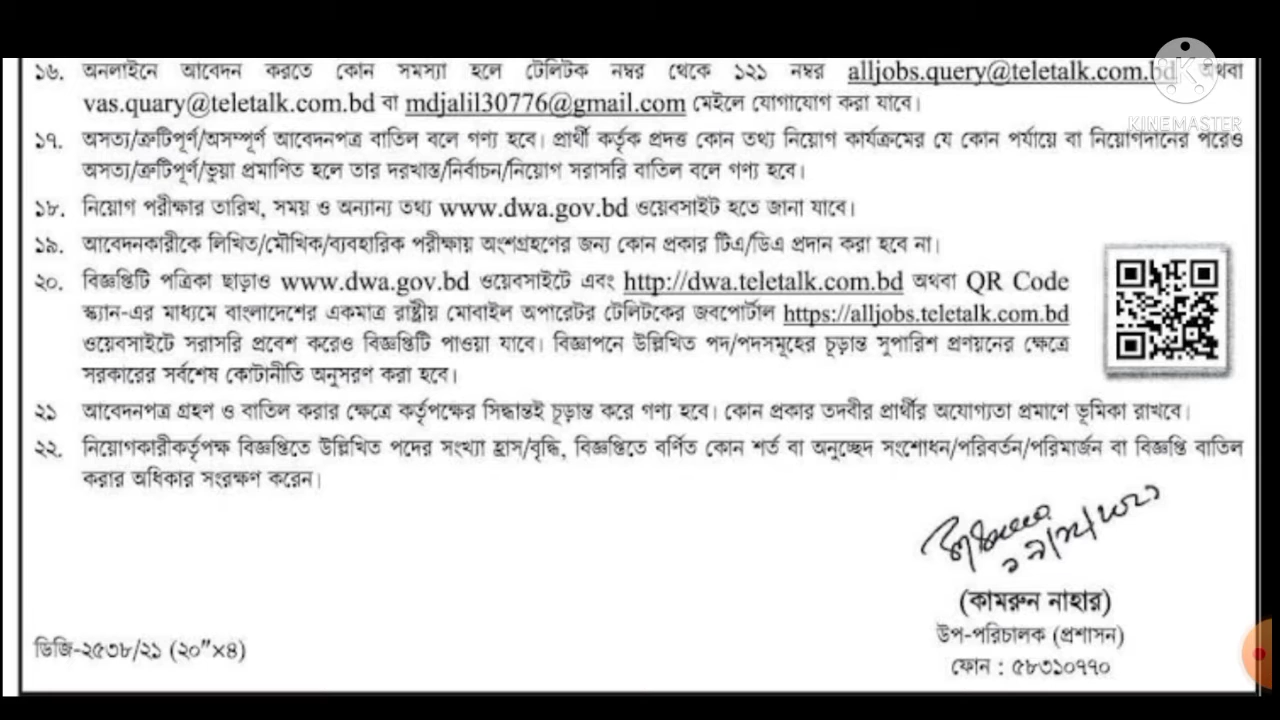 ১৬. অনলাইনে আবেদন করতে কোন সমস্যা হলে টেলিটক নম্বর থেকে ১২১ নম্বর alljobs.query@teletalk.com.bd অথবা
vas.quary@teletalk.com.bd বা mdjalil30776@gmail.com মেইলে যোগাযোগ করা যাবে।
KINEMASTER
১৭. অসত্য/ত্রুটিপূর্ণ/অসম্পূর্ণ আবেদনপত্র বাতিল বলে গণ্য হবে। প্রার্থী কর্তৃক প্রদত্ত কোন তথ্য নিয়োগ কার্যক্রমের যে কোন পর্যায়ে বা নিয়োগদানের পরেও
অসত্য/ত্রুটিপূর্ণ/ভুয়া প্রমাণিত হলে তার দরখাস্ত/নির্বাচন/নিয়োগ সরাসরি বাতিল বলে গণ্য হবে।
১৮. নিয়োগ পরীক্ষার তারিখ, সময় ও অন্যান্য তথ্য www.dwa.gov.bd ওয়েবসাইট হতে জানা যাবে।
১৯. আবেদনকারীকে লিখিত/মৌখিক/ব্যবহারিক পরীক্ষায় অংশগ্রহণের জন্য কোন প্রকার টিএ/ডিএ প্রদান করা হবে না।
২০. বিজ্ঞপ্তিটি পত্রিকা ছাড়াও www.dwa.gov.bd ওয়েবসাইটে এবং http://dwa.teletalk.com.bd অথবা QR Code
স্ক্যান-এর মাধ্যমে বাংলাদেশের একমাত্র রাষ্ট্রীয় মোবাইল অপারেটর টেলিটকের জবপোর্টাল https://alljobs.teletalk.com.bd
ওয়েবসাইটে সরাসরি প্রবেশ করেও বিজ্ঞপ্তিটি পাওয়া যাবে। বিজ্ঞাপনে উল্লিখিত পদ/পদসমূহের চূড়ান্ত সুপারিশ প্রণয়নের ক্ষেত্রে
সরকারের সর্বশেষ কোটানীতি অনুসরণ করা হবে।
২১ আবেদনপত্র গ্রহণ ও বাতিল করার ক্ষেত্রে কর্তৃপক্ষের সিদ্ধান্তই চূড়ান্ত করে গণ্য হবে। কোন প্রকার তদবীর প্রার্থীর অযোগ্যতা প্রমাণে ভূমিকা রাখবে।
২২. নিয়োগকারীকর্তৃপক্ষ বিজ্ঞপ্তিতে উল্লিখিত পদের সংখ্যা হ্রাস/বৃদ্ধি, বিজ্ঞপ্তিতে বর্ণিত কোন শর্ত বা অনুচ্ছেদ সংশোধন/পরিবর্তন/পরিমার্জন বা বিজ্ঞপ্তি বাতিল
করার অধিকার সংরক্ষণ করেন।
(কামরুন নাহার)
উপ-পরিচালক (প্রশাসন)
ফোন : ৫৮৩১০৭৭০
ডিজি-২৫৩৮/২১ (২০"×৪)